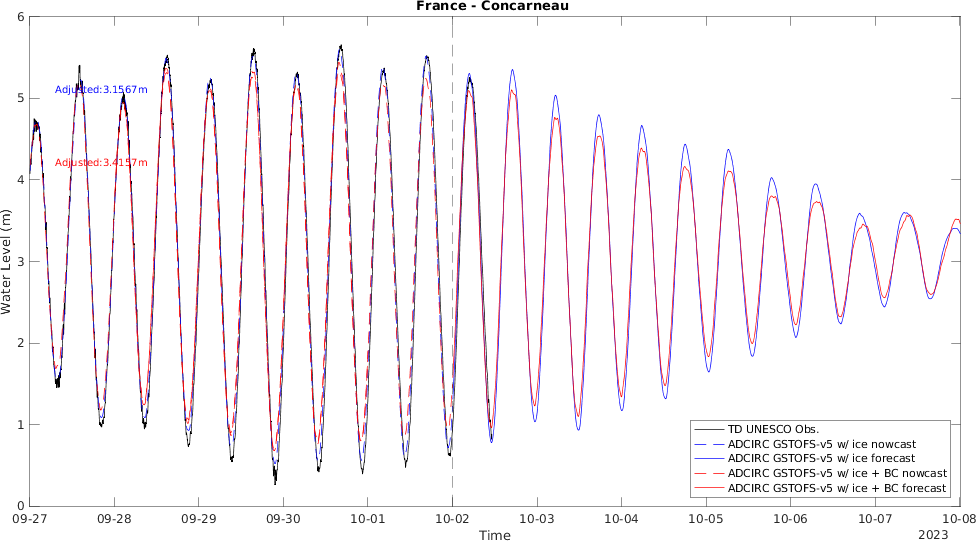 France - Concarneau
6
5
4
3
2
1
0
Water Level (m)
Adjusted:3.1567m
Adjusted:3.4157m
TD UNESCO Obs.
ADCIRC GSTOFS-v5 w/ ice nowcast
ADCIRC GSTOFS-v5 w/ ice forecast
ADCIRC GSTOFS-v5 w/ ice + BC nowcast
ADCIRC GSTOFS-v5 w/ ice + BC forecast
09-27 09-28 09-29 09-30 10-01 10-02 10-03 10-04 10-05 10-06 10-07 10-08
Time
2023